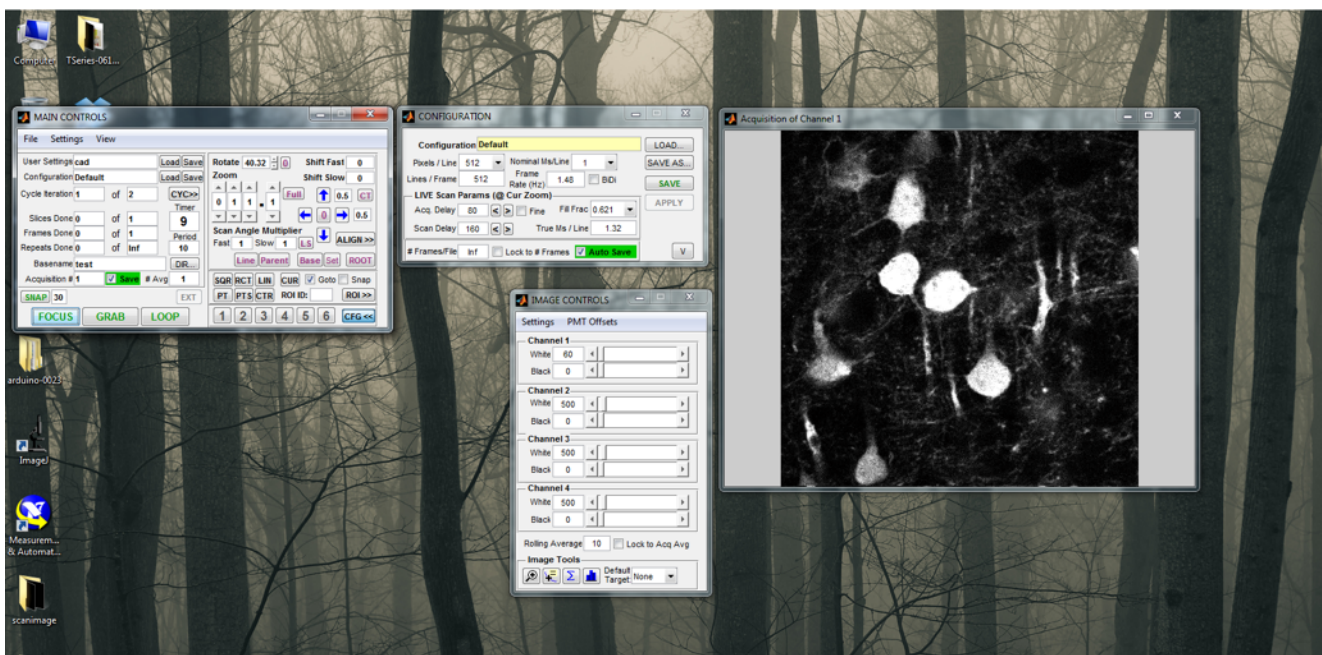 Computer
TSeries-061...
arduino-0023
ImageJ
Measurem...
& Automat...
scanimage
MAIN CONTROLS
File Settings View
User Settings cad Load Save
Configuration Default Load Save
Cycle Iteration 1 of 2 CYC>>
Timer
Slices Done 0 of 1 9
Frames Done 0 of 1 Period
Repeats Done 0 of Inf 10
Basename test DIR...
Acquisition # 1 Save # Avg 1
SNAP 30 EXT
FOCUS GRAB LOOP
Rotate 40.32 0 Shift Fast 0
Zoom Shift Slow 0
Full 0.5 CT
0 1 1 . 1 0 0.5
Scan Angle Multiplier
Fast 1 Slow 1 LS ALIGN >>
Line Parent Base Set ROOT
SQR RCT LIN CUR Goto Snap
PT PTS CTR ROI ID: ROI >>
1 2 3 4 5 6 CFG <<
CONFIGURATION
Configuration Default LOAD...
Pixels / Line 512 Nominal Ms/Line 1 SAVE AS...
Lines / Frame 512 Frame Rate (Hz) 1.48 BiDi SAVE
LIVE Scan Params (@ Cur Zoom) APPLY
Acq. Delay 80 < > Fine Fill Frac 0.621
Scan Delay 160 < > True Ms / Line 1.32
# Frames/File Inf Lock to # Frames Auto Save V
IMAGE CONTROLS
Settings PMT Offsets
Channel 1
White 60
Black 0
Channel 2
White 500
Black 0
Channel 3
White 500
Black 0
Channel 4
White 500
Black 0
Rolling Average 10 Lock to Acq Avg
Image Tools
Σ Default Target None
Acquisition of Channel 1